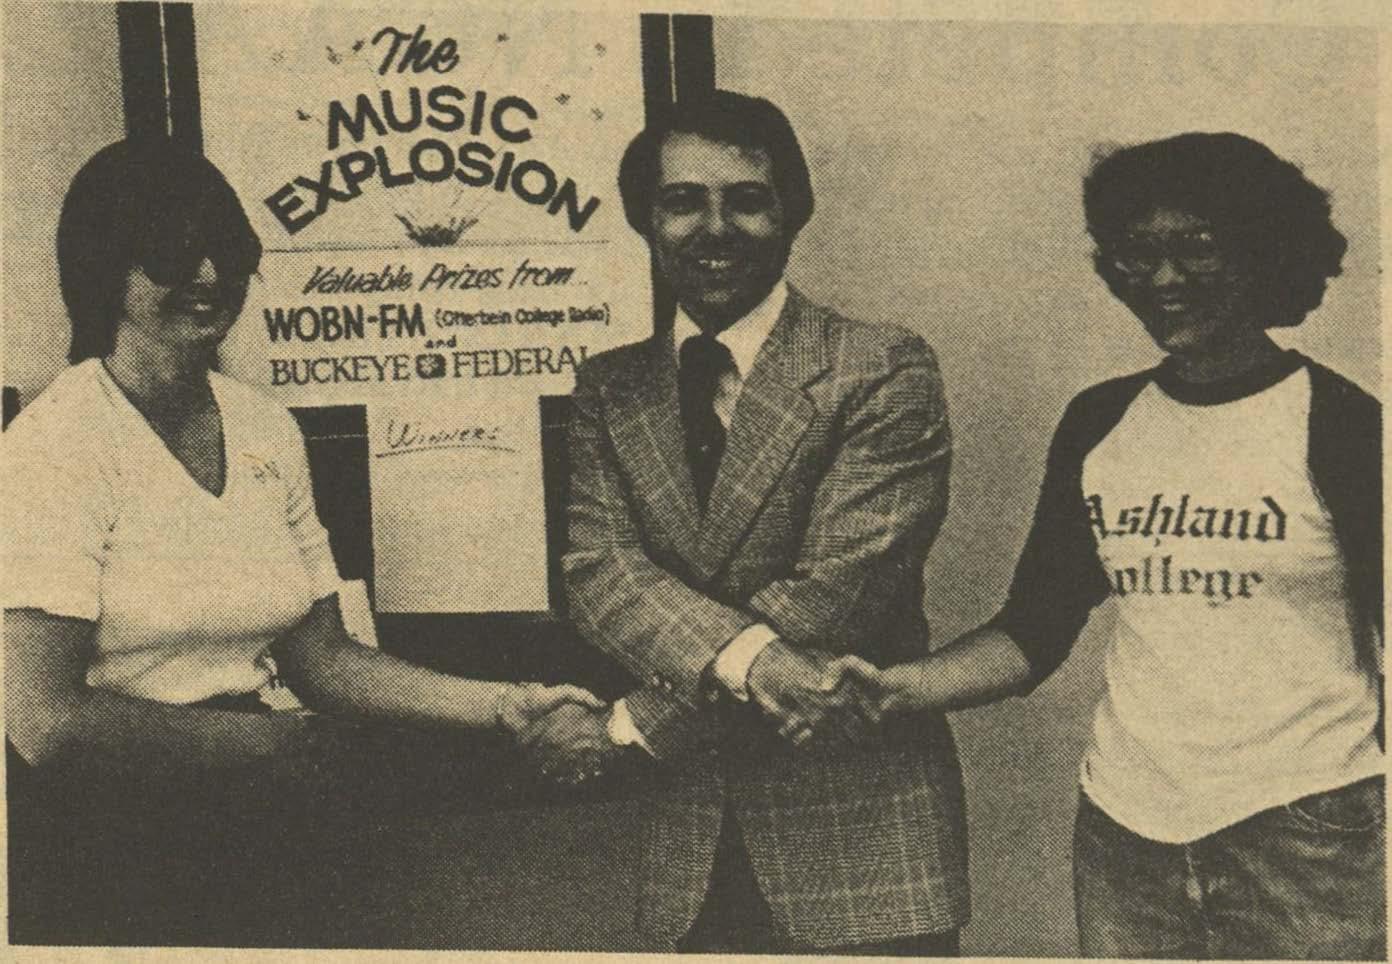 The
MUSIC
EXPLOSION
Valuable Prizes from...
WOBN-FM (Otterbein College Radio)
and
BUCKEYE FEDERAL
Winners
Ashland
College